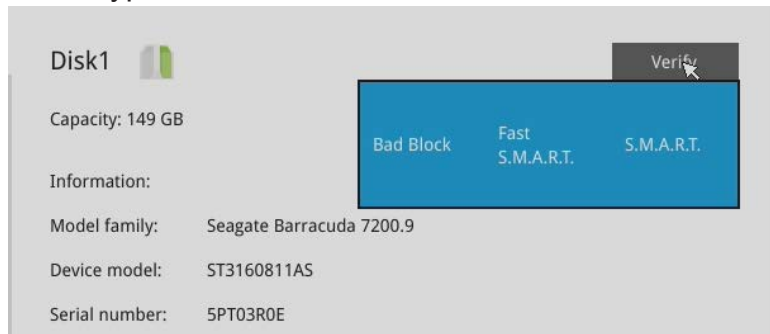 Disk1
Verify
Capacity: 149 GB
Bad Block
Fast
S.M.A.R.T.
S.M.A.R.T.
Information:
Model family: Seagate Barracuda 7200.9
Device model: ST3160811AS
Serial number: 5PT03R0E